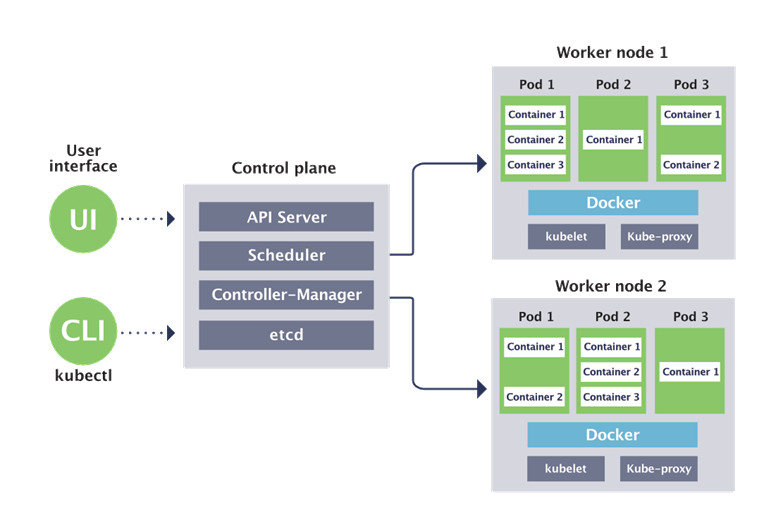 User
interface
UI
CLI
kubectl
Control plane
API Server
Scheduler
Controller-Manager
etcd
Worker node 1
Pod 1
Container 1
Container 2
Container 3
Pod 2
Container 1
Pod 3
Container 1
Container 2
Docker
kubelet
Kube-proxy
Worker node 2
Pod 1
Container 1
Container 2
Pod 2
Container 1
Container 2
Container 3
Pod 3
Container 1
Docker
kubelet
Kube-proxy